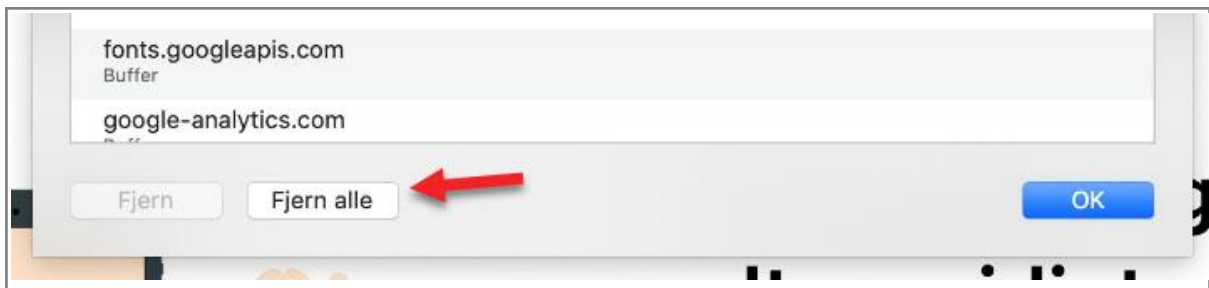 fonts.googleapis.com
Buffer
google-analytics.com
Fjern
Fjern alle
OK